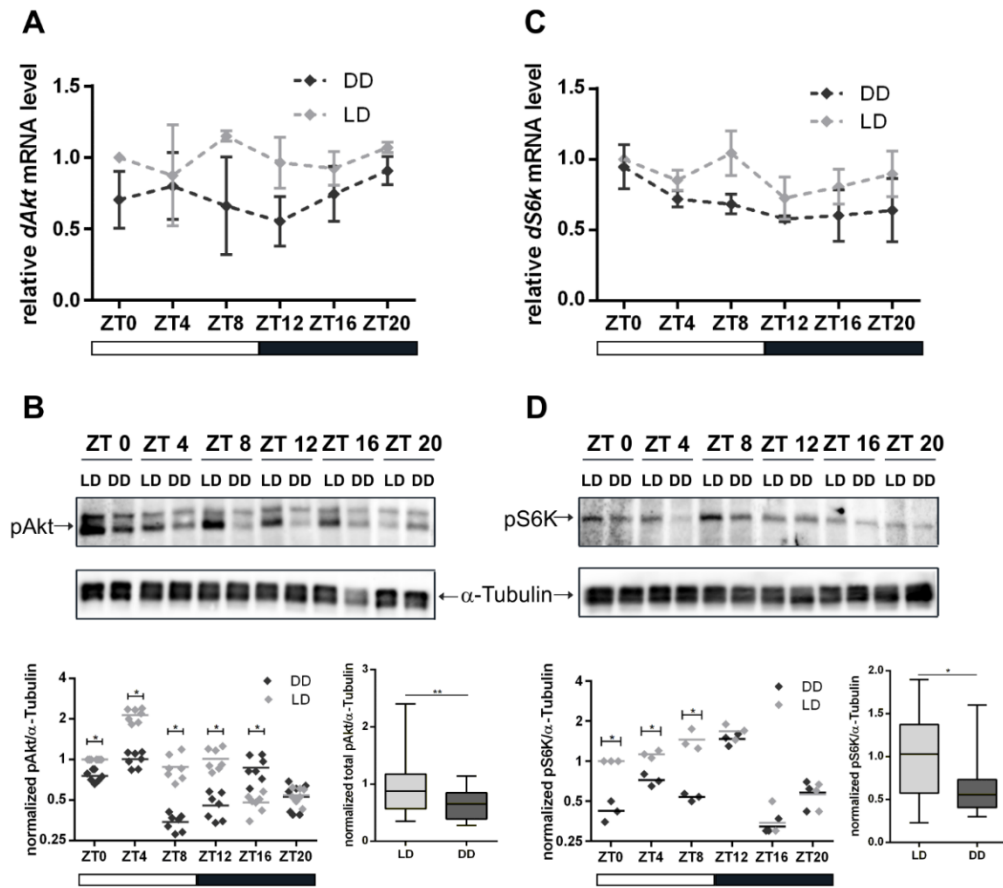 A
relative dAkt mRNA level
1.5
1.0
0.5
0.0
DD
LD
ZT0 ZT4 ZT8 ZT12 ZT16 ZT20
C
relative dS6k mRNA level
1.5
1.0
0.5
0.0
DD
LD
ZT0 ZT4 ZT8 ZT12 ZT16 ZT20
B
ZT 0 ZT 4 ZT 8 ZT 12 ZT 16 ZT 20
LD DD LD DD LD DD LD DD LD DD LD DD
pAkt
α-Tubulin
D
ZT 0 ZT 4 ZT 8 ZT 12 ZT 16 ZT 20
LD DD LD DD LD DD LD DD LD DD LD DD
pS6K
normalized pAkt/α-Tubulin
4
2
1
0.5
0.25
* * * * *
DD
LD
ZT0 ZT4 ZT8 ZT12 ZT16 ZT20
normalized total pAkt/α-Tubulin
3
2
1
0
**
LD DD
normalized pS6K/α-Tubulin
4
2
1
0.5
0.25
* * *
DD
LD
ZT0 ZT4 ZT8 ZT12 ZT16 ZT20
normalized pS6K/α-Tubulin
2.0
1.5
1.0
0.5
0.0
*
LD DD